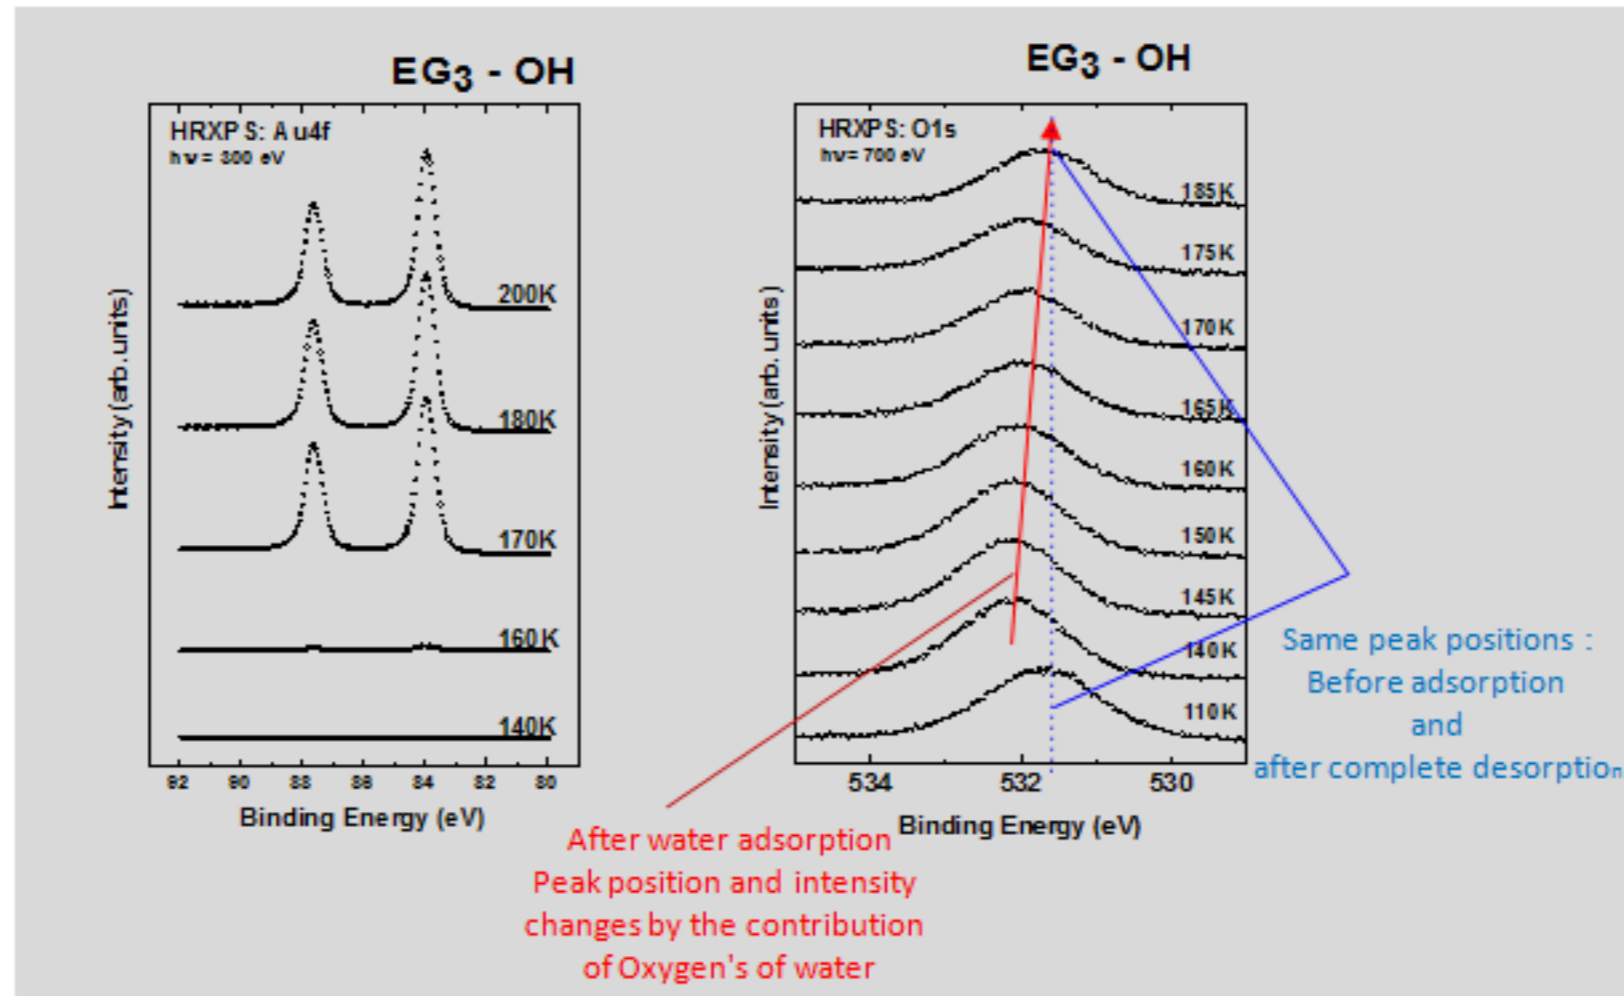 EG3 - OH
HRXPS: Au4f
hν = 300 eV
200K
180K
170K
160K
140K
Intensity (arb. units)
92 90 88 86 84 82 80
Binding Energy (eV)
EG3 - OH
HRXPS: O1s
hν= 700 eV
185K
175K
170K
165K
160K
150K
145K
140K
110K
Intensity (arb. units)
534 532 530
Binding Energy (eV)
After water adsorption
Peak position and intensity
changes by the contribution
of Oxygen's of water
Same peak positions :
Before adsorption
and
after complete desorption